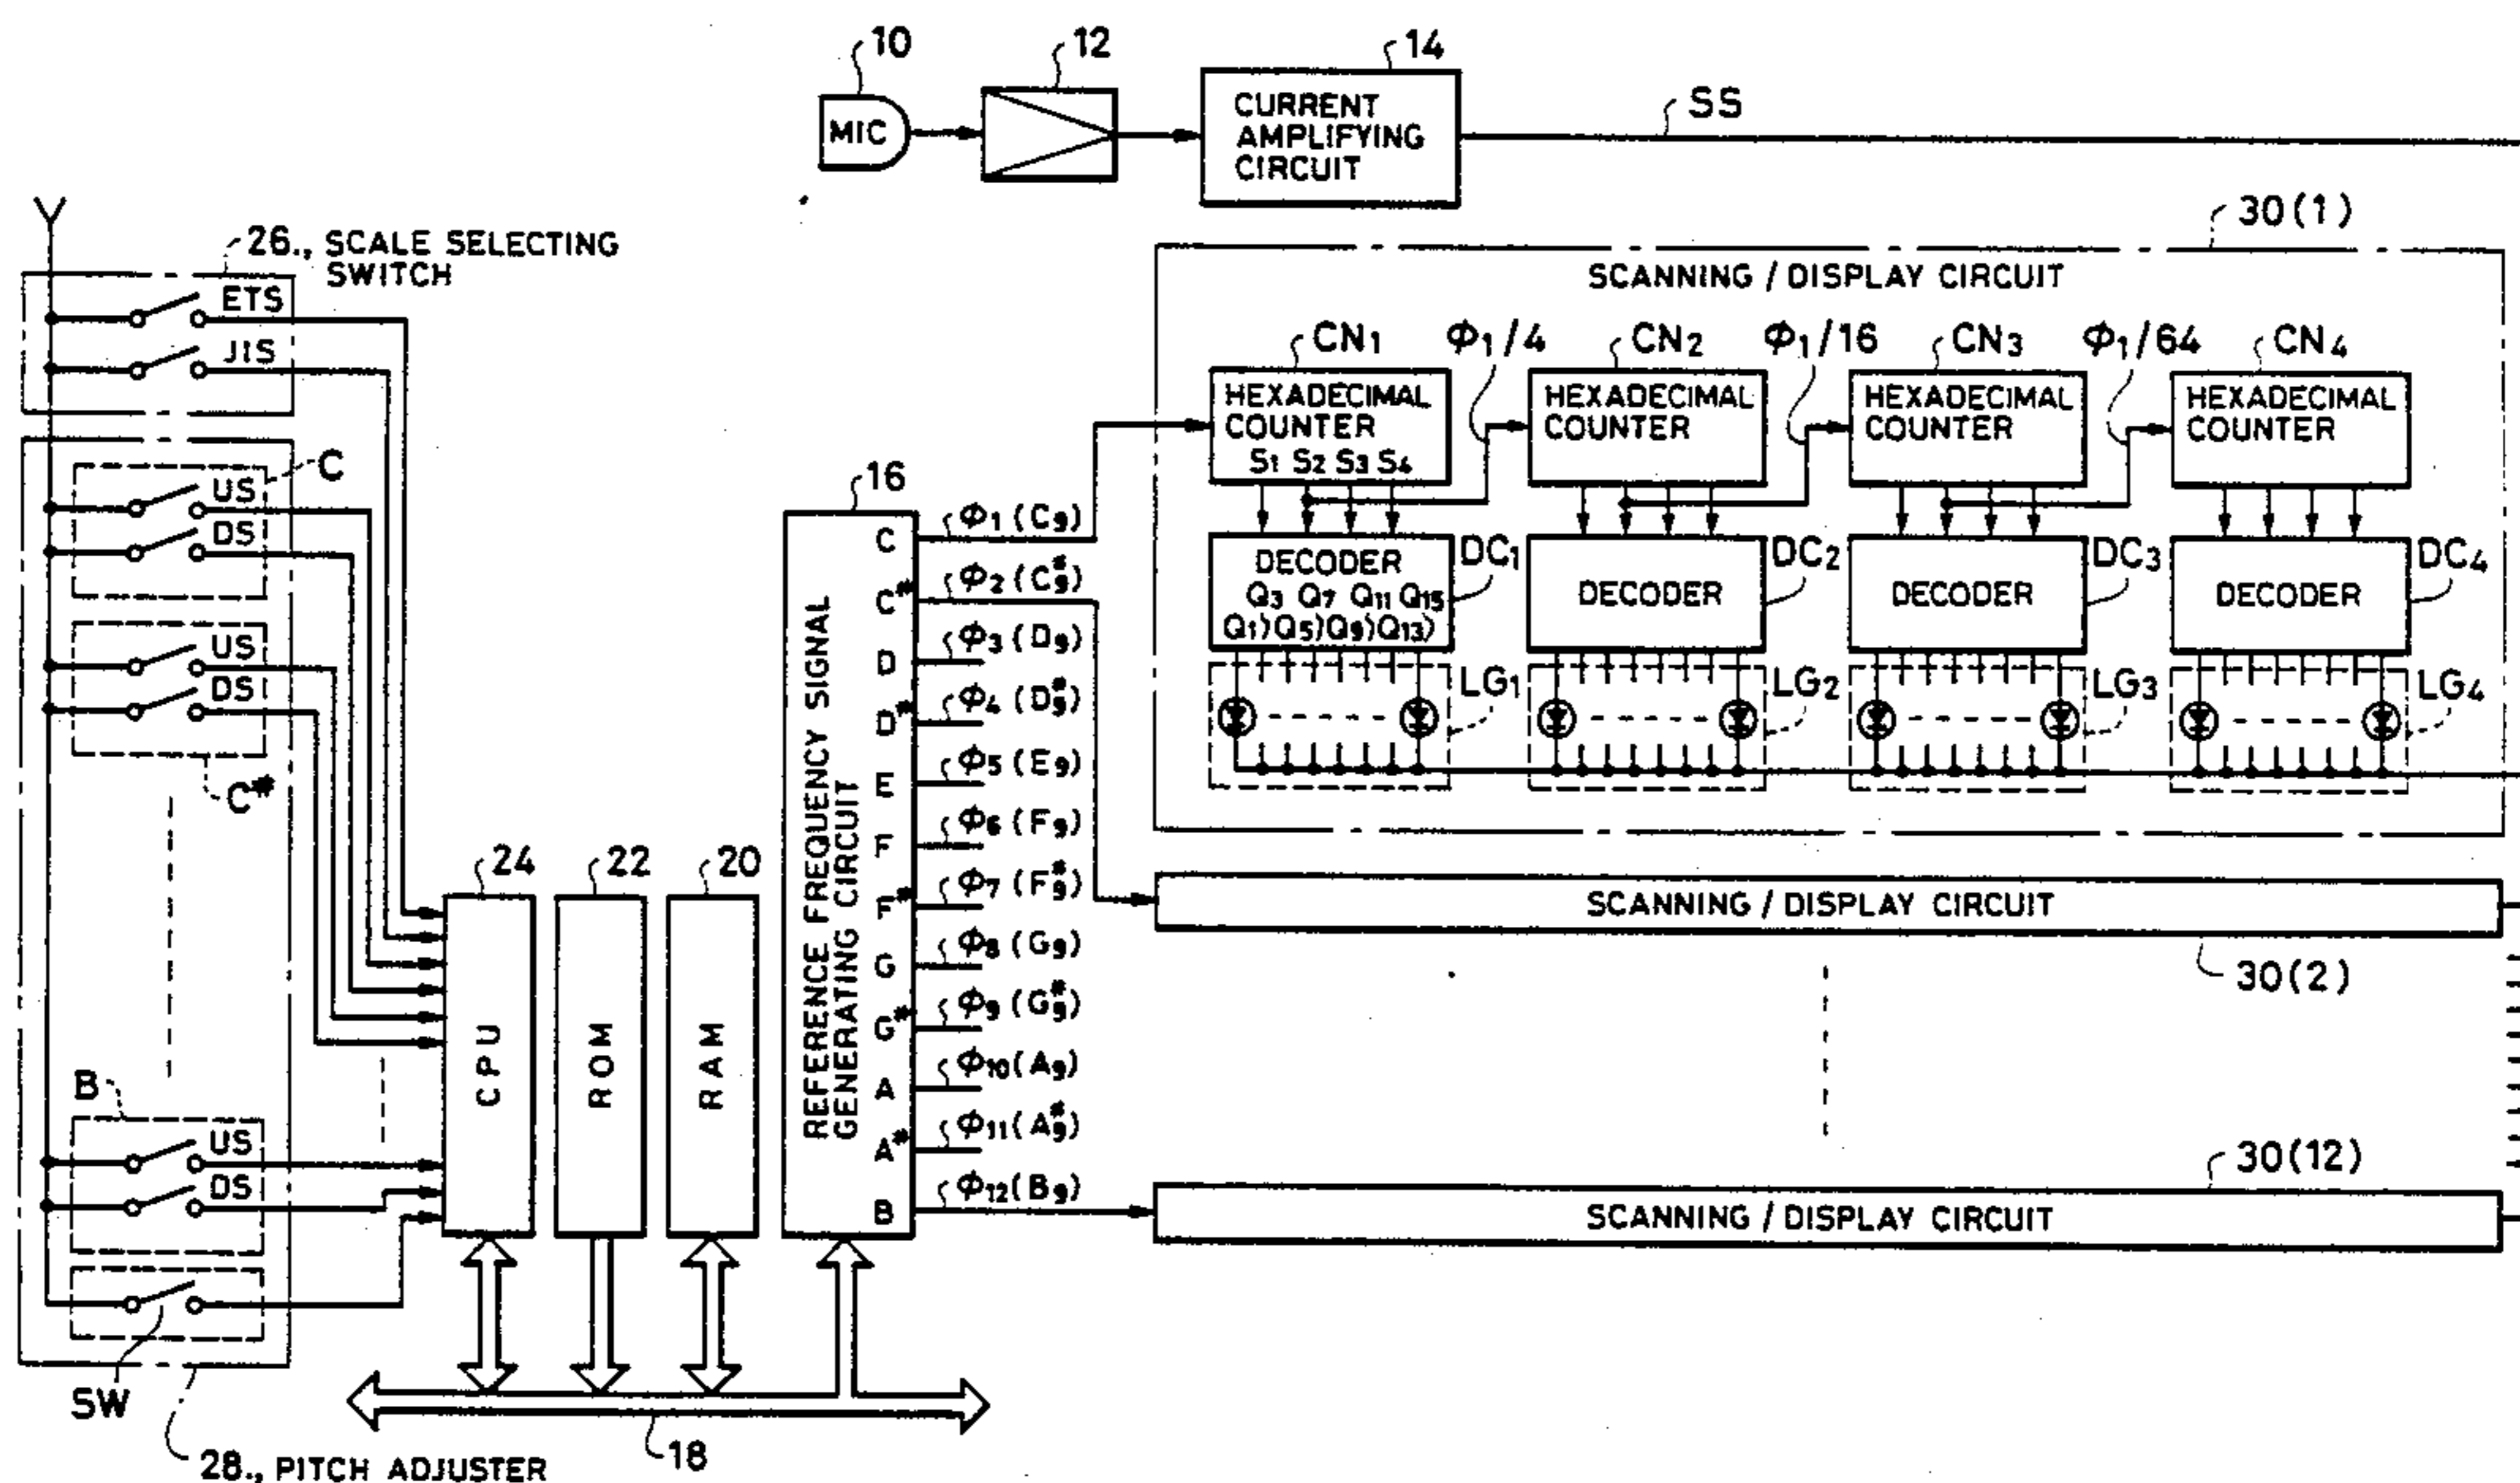 10
12
14
MIC
CURRENT
AMPLIFYING
CIRCUIT
SS
26., SCALE SELECTING
SWITCH
ETS
JIS
C
US
DS
US
DS
C#
B
US
DS
SW
28., PITCH ADJUSTER
24
CPU
22
ROM
20
RAM
18
16
REFERENCE FREQUENCY SIGNAL
GENERATING CIRCUIT
C Φ1 (C9)
C# Φ2 (C#9)
D Φ3 (D9)
D# Φ4 (D#9)
E Φ5 (E9)
F Φ6 (F9)
F# Φ7 (F#9)
G Φ8 (G9)
G# Φ9 (G#9)
A Φ10 (A9)
A# Φ11 (A#9)
B Φ12 (B9)
30(1)
SCANNING / DISPLAY CIRCUIT
CN1 Φ1/4 CN2 Φ1/16 CN3 Φ1/64 CN4
HEXADECIMAL
COUNTER
S1 S2 S3 S4
HEXADECIMAL
COUNTER
HEXADECIMAL
COUNTER
HEXADECIMAL
COUNTER
DECODER
Q3 Q7 Q11 Q15
Q1) Q5) Q9) Q13)
DC1
DECODER
DC2
DECODER
DC3
DECODER
DC4
LG1
LG2
LG3
LG4
SCANNING / DISPLAY CIRCUIT
30(2)
30(12)
SCANNING / DISPLAY CIRCUIT